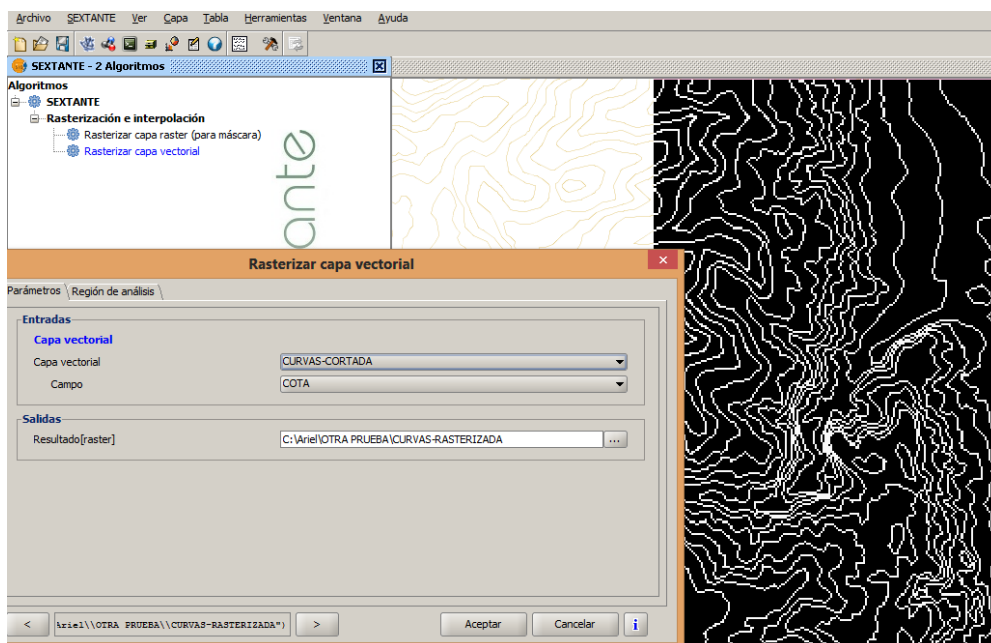 Archivo SEXTANTE Ver Capa Tabla Herramientas Ventana Ayuda
SEXTANTE - 2 Algoritmos
Algoritmos
SEXTANTE
Rasterización e interpolación
Rasterizar capa raster (para máscara)
Rasterizar capa vectorial
ante
Rasterizar capa vectorial
Parámetros Región de análisis
Entradas
Capa vectorial
Capa vectorial CURVAS-CORTADA
Campo COTA
Salidas
Resultado[raster] C:\Ariel\OTRA PRUEBA\CURVAS-RASTERIZADA ...
< Ariel\\OTRA PRUEBA\\CURVAS-RASTERIZADA") > Aceptar Cancelar i